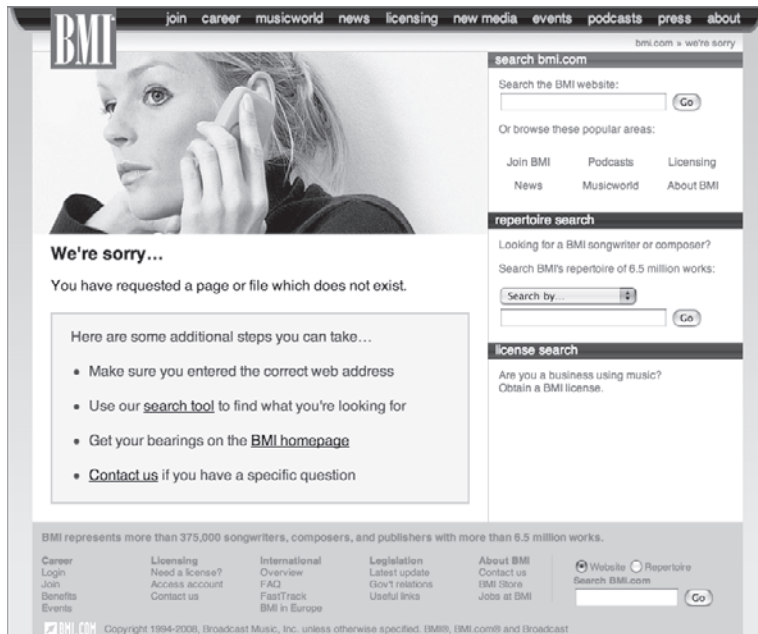 join career musicworld news licensing new media events podcasts press about
BMI
bmi.com » we're sorry
search bmi.com
Search the BMI website:
Go
Or browse these popular areas:
Join BMI Podcasts Licensing
News Musicworld About BMI
repertoire search
Looking for a BMI songwriter or composer?
Search BMI's repertoire of 6.5 million works:
Search by...
Go
license search
Are you a business using music?
Obtain a BMI license.
We're sorry...
You have requested a page or file which does not exist.
Here are some additional steps you can take...
• Make sure you entered the correct web address
• Use our search tool to find what you're looking for
• Get your bearings on the BMI homepage
• Contact us if you have a specific question
BMI represents more than 375,000 songwriters, composers, and publishers with more than 6.5 million works.
Career
Login
Join
Benefits
Events
Licensing
Need a license?
Access account
Contact us
International
Overview
FAQ
FastTrack
BMI in Europe
Legislation
Latest update
Gov't relations
Useful links
About BMI
Contact us
BMI Store
Jobs at BMI
Website Repertoire
Search BMI.com
Go
BMI.COM Copyright 1994-2008, Broadcast Music, Inc. unless otherwise specified. BMI®, BMI.com® and Broadcast